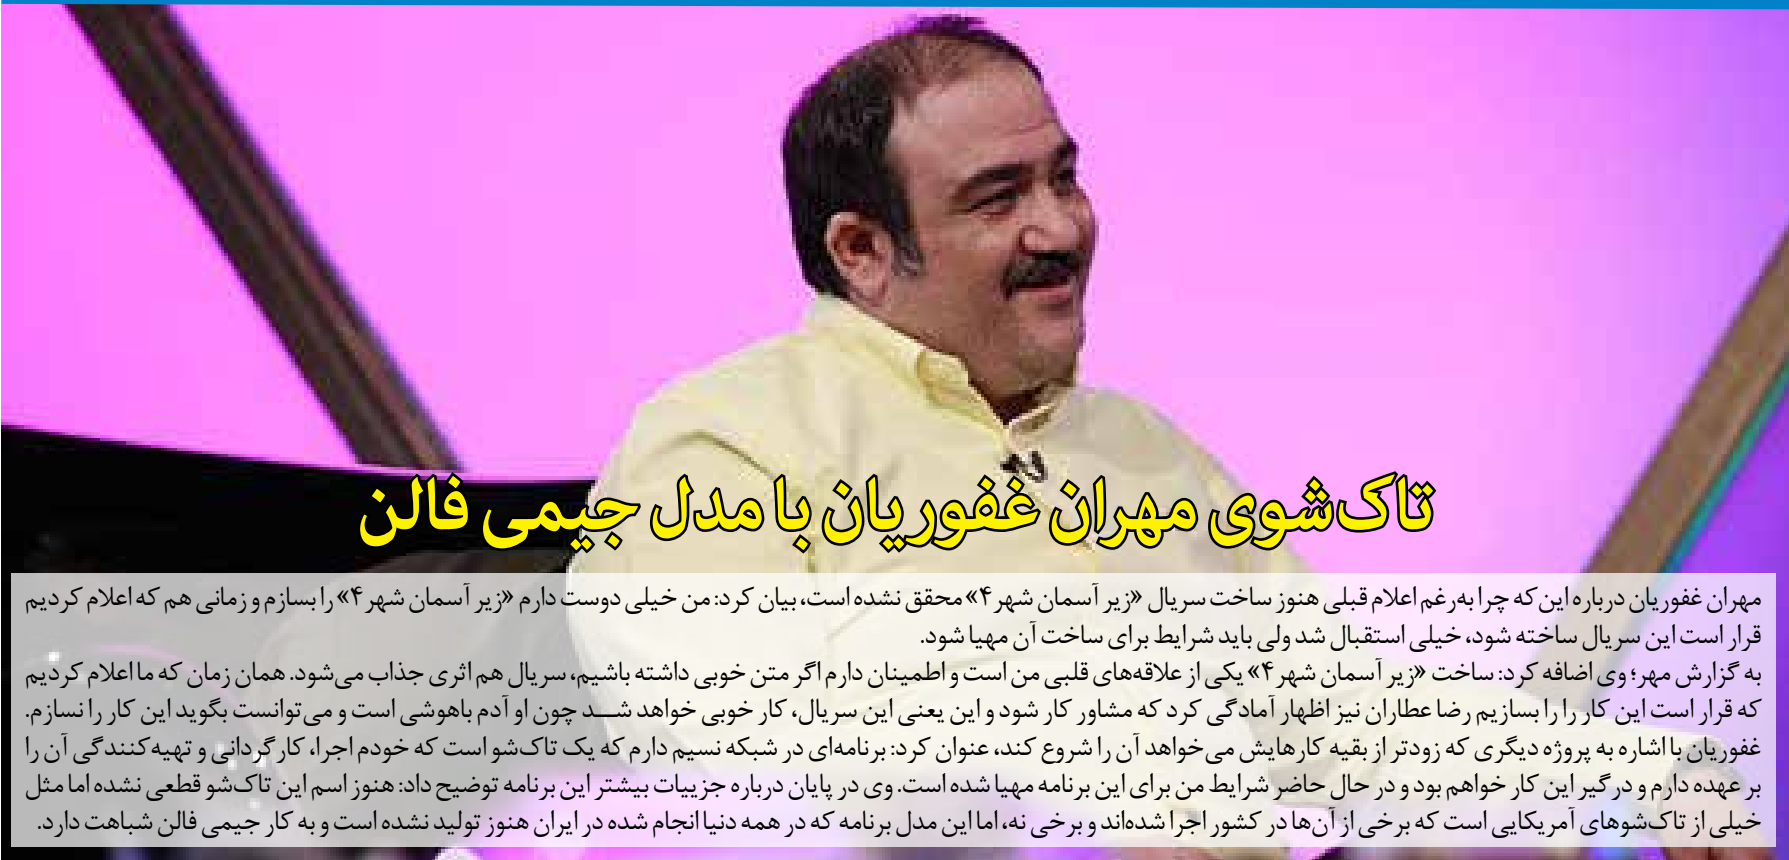 تاک‌شوی مهران غفوریان با مدل جیمی فالن
مهران غفوریان درباره این‌که چرا به‌رغم اعلام قبلی هنوز ساخت سریال «زیر آسمان شهر ۴» محقق نشده است، بیان کرد: من خیلی دوست دارم «زیر آسمان شهر ۴» را بسازم و زمانی هم که اعلام کردیم
قرار است این سریال ساخته شود، خیلی استقبال شد ولی باید شرایط برای ساخت آن مهیا شود.
به گزارش مهر؛ وی اضافه کرد: ساخت «زیر آسمان شهر ۴» یکی از علاقه‌های قلبی من است و اطمینان دارم اگر متن خوبی داشته باشیم، سریال هم اثری جذاب می‌شود. همان زمان که ما اعلام کردیم
که قرار است این کار را را بسازیم رضا عطاران نیز اظهار آمادگی کرد که مشاور کار شود و این یعنی این سریال، کار خوبی خواهد شــد چون او آدم باهوشی است و می‌توانست بگوید این کار را نسازم.
غفوریان با اشاره به پروژه دیگری که زودتر از بقیه کارهایش می‌خواهد آن را شروع کند، عنوان کرد: برنامه‌ای در شبکه نسیم دارم که یک تاک‌شو است که خودم اجرا، کارگردانی و تهیه‌کنندگی آن را
بر عهده دارم و درگیر این کار خواهم بود و در حال حاضر شرایط من برای این برنامه مهیا شده است. وی در پایان درباره جزییات بیشتر این برنامه توضیح داد: هنوز اسم این تاک‌شو قطعی نشده اما مثل
خیلی از تاک‌شوهای آمریکایی است که برخی از آن‌ها در کشور اجرا شده‌اند و برخی نه، اما این مدل برنامه که در همه دنیا انجام شده در ایران هنوز تولید نشده است و به کار جیمی فالن شباهت دارد.